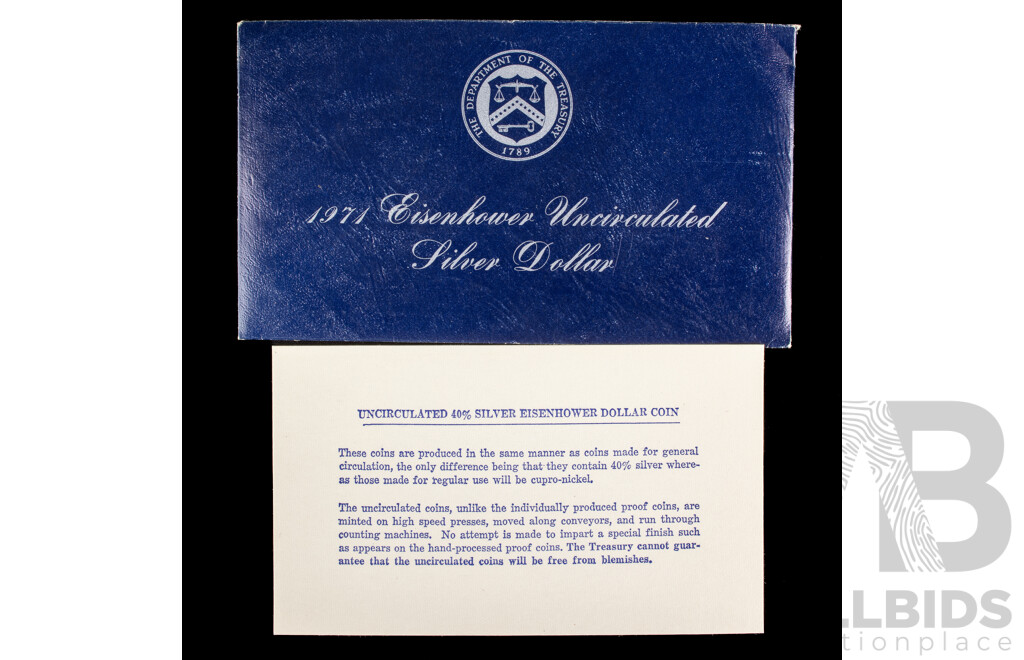 THE DEPARTMENT OF THE TREASURY
1789
1971 Eisenhower Uncirculated
Silver Dollar
UNCIRCULATED 40% SILVER EISENHOWER DOLLAR COIN
These coins are produced in the same manner as coins made for general
circulation, the only difference being that they contain 40% silver where-
as those made for regular use will be cupro-nickel.
The uncirculated coins, unlike the individually produced proof coins, are
minted on high speed presses, moved along conveyors, and run through
counting machines. No attempt is made to impart a special finish such
as appears on the hand-processed proof coins. The Treasury cannot guar-
antee that the uncirculated coins will be free from blemishes.
B
LLBIDS
tionplace